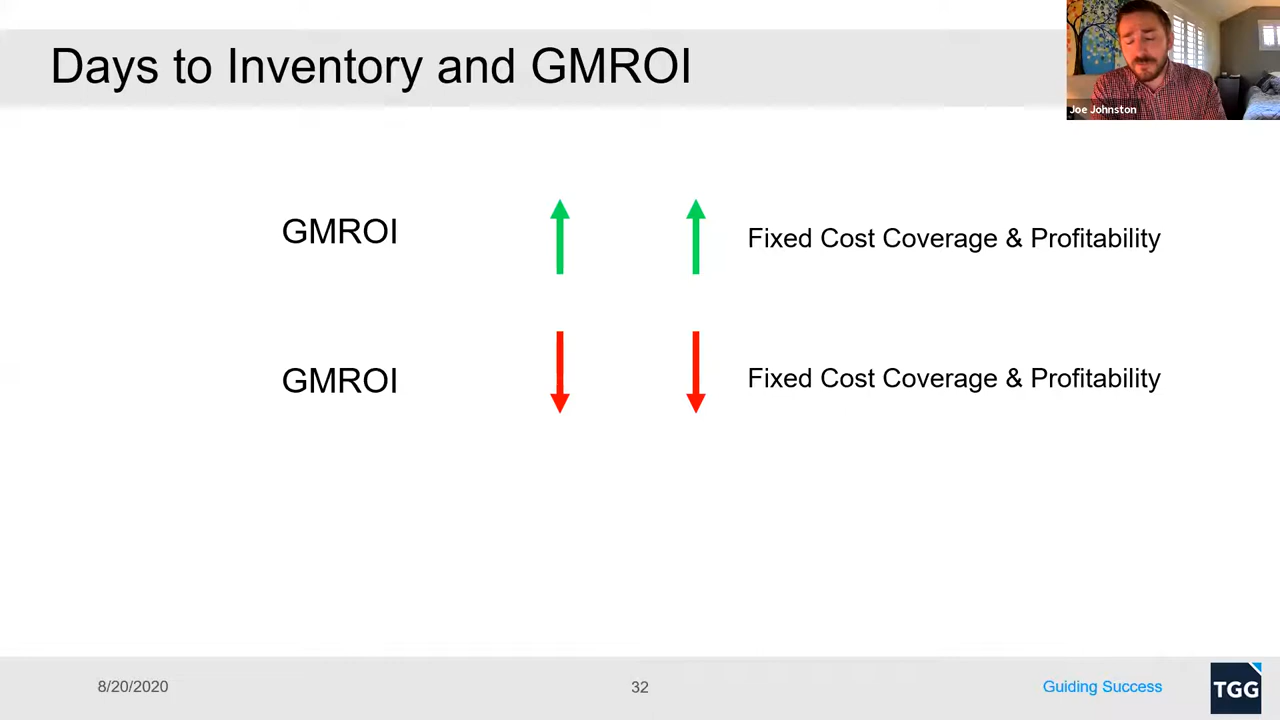 Days to Inventory and GMROI
Joe Johnston
GMROI
Fixed Cost Coverage & Profitability
GMROI
Fixed Cost Coverage & Profitability
8/20/2020
32
Guiding Success
TGG